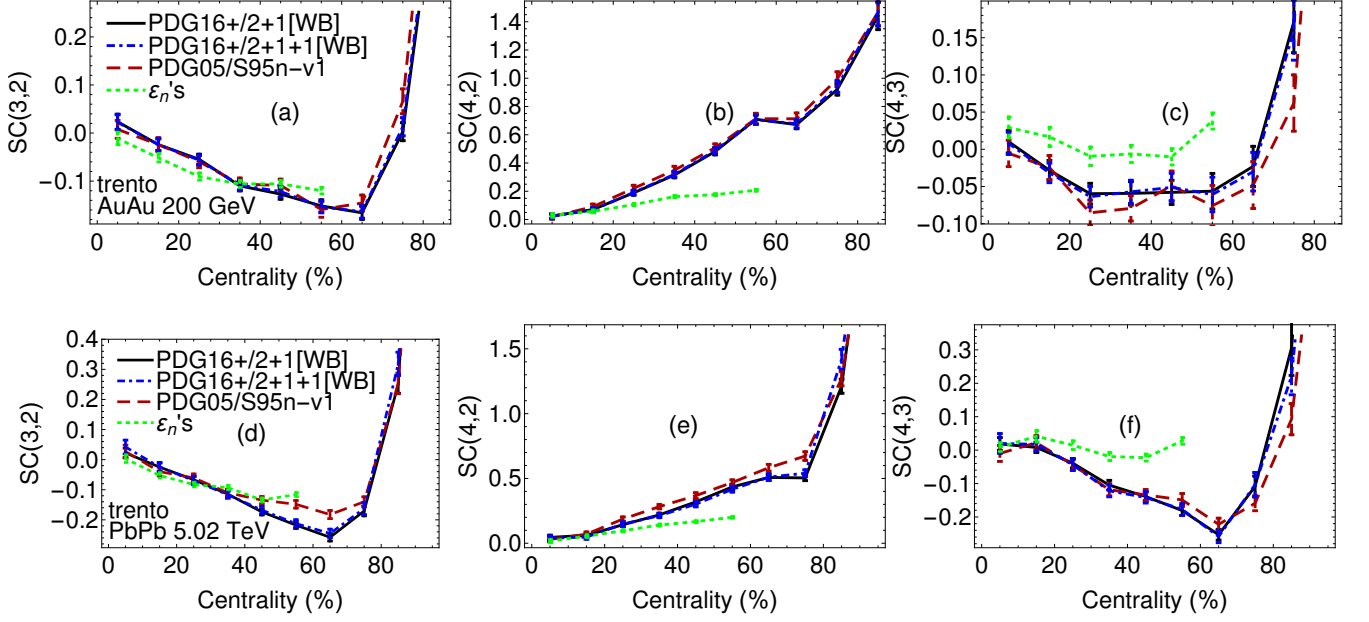 SC(3,2)
0.2
0.1
0.0
−0.1
PDG16+/2+1[WB]
PDG16+/2+1+1[WB]
PDG05/S95n−v1
εn's
(a)
trento
AuAu 200 GeV
0 20 40 60 80
Centrality (%)
SC(4,2)
1.4
1.2
1.0
0.8
0.6
0.4
0.2
0.0
(b)
0 20 40 60 80
Centrality (%)
SC(4,3)
0.15
0.10
0.05
0.00
−0.05
−0.10
(c)
0 20 40 60 80
Centrality (%)
SC(3,2)
0.4
0.3
0.2
0.1
0.0
−0.1
−0.2
PDG16+/2+1[WB]
PDG16+/2+1+1[WB]
PDG05/S95n−v1
εn's
(d)
trento
PbPb 5.02 TeV
0 20 40 60 80
Centrality (%)
SC(4,2)
1.5
1.0
0.5
0.0
(e)
0 20 40 60 80
Centrality (%)
SC(4,3)
0.3
0.2
0.1
0.0
−0.1
−0.2
(f)
0 20 40 60 80
Centrality (%)